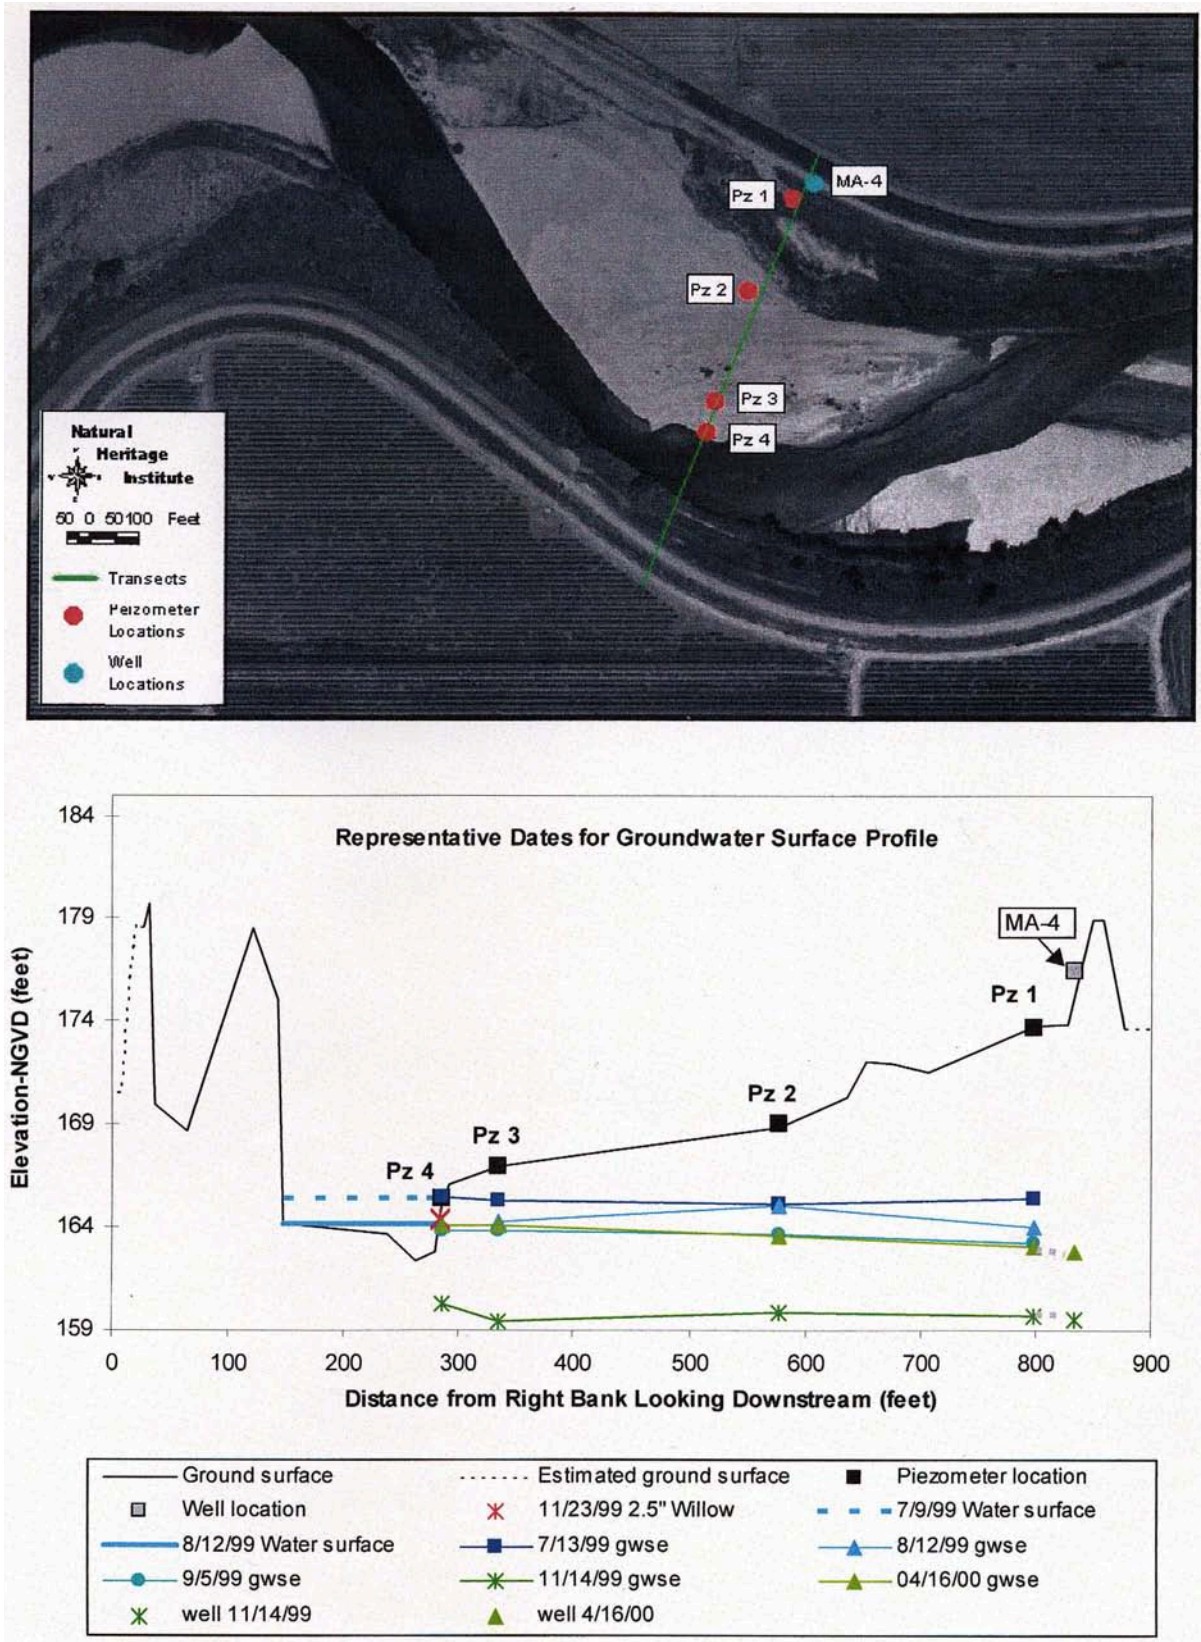 MA-4
Pz 1
Pz 2
Pz 3
Pz 4
Natural
Heritage
Institute
50 0 50 100 Feet
Transects
Peizometer
Locations
Well
Locations
Representative Dates for Groundwater Surface Profile
Elevation-NGVD (feet)
184
179
174
169
164
159
MA-4
Pz 1
Pz 2
Pz 3
Pz 4
0 100 200 300 400 500 600 700 800 900
Distance from Right Bank Looking Downstream (feet)
Ground surface Estimated ground surface Piezometer location
Well location 11/23/99 2.5" Willow 7/9/99 Water surface
8/12/99 Water surface 7/13/99 gwse 8/12/99 gwse
9/5/99 gwse 11/14/99 gwse 04/16/00 gwse
well 11/14/99 well 4/16/00